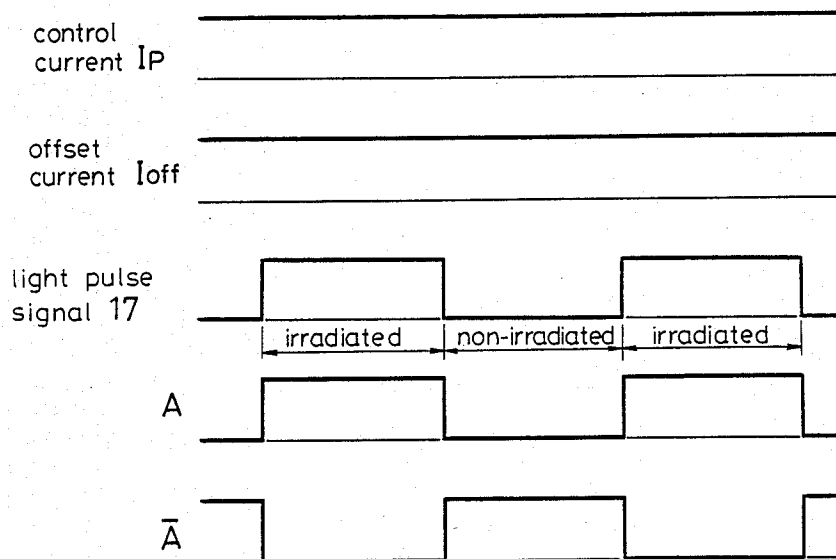 control
current IP
offset
current Ioff
light pulse
signal 17
irradiated non-irradiated irradiated
A
A̅